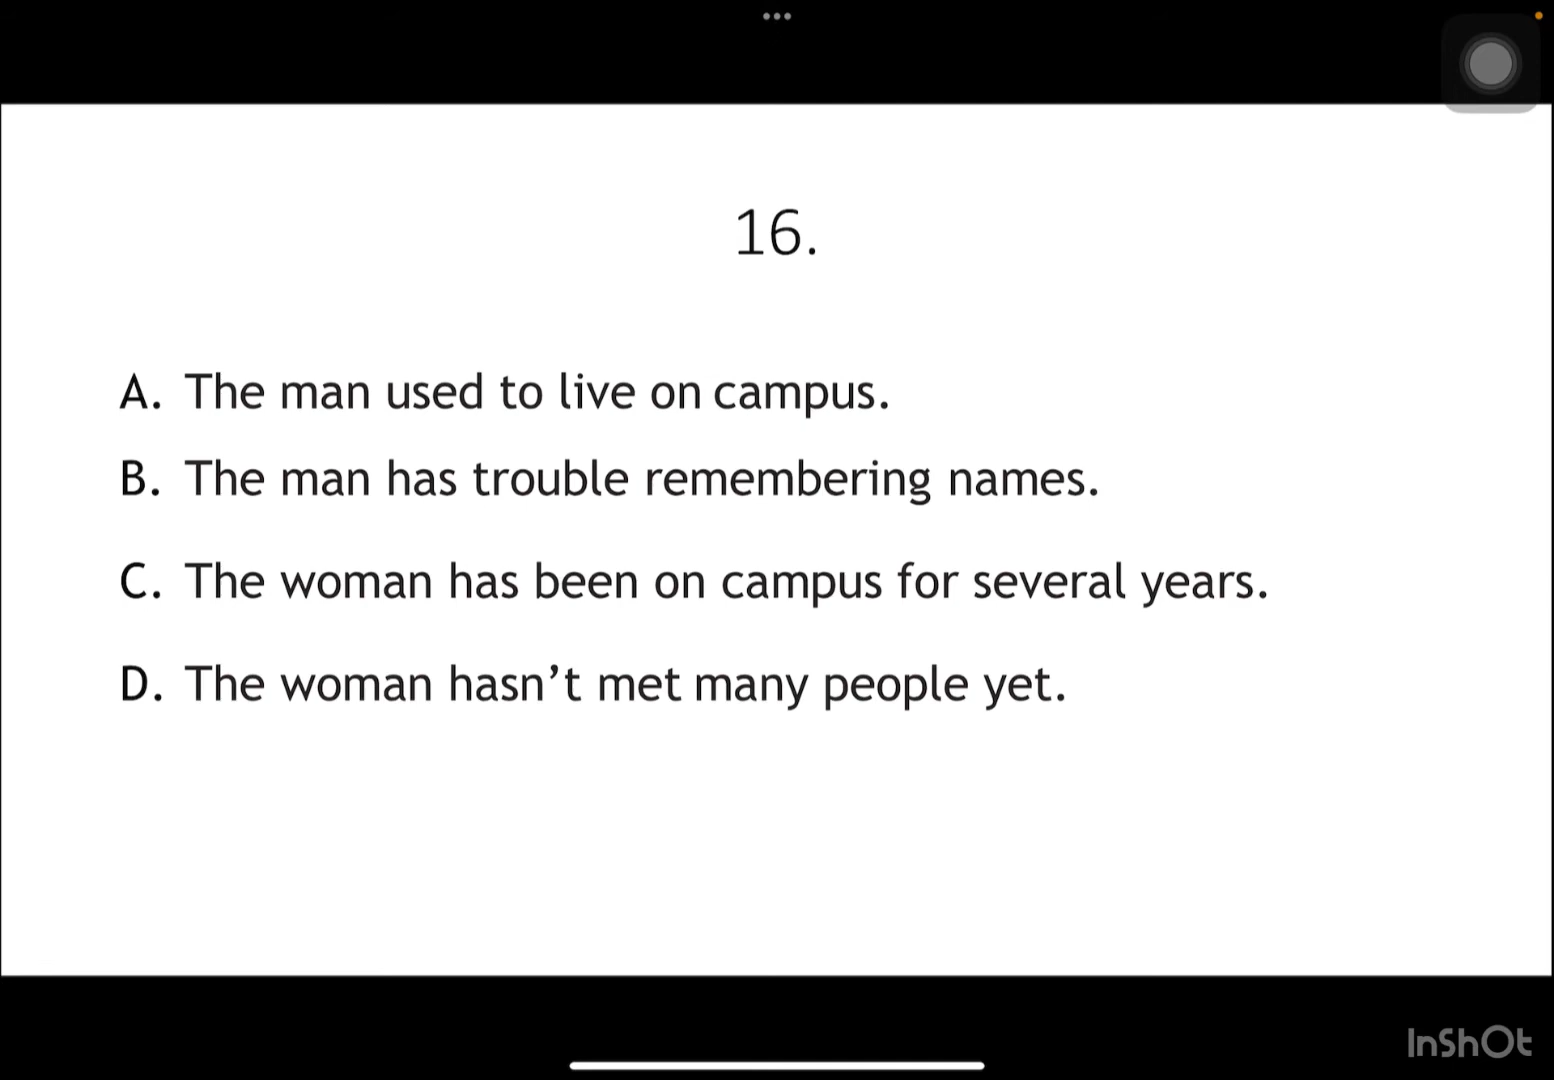 16.
A. The man used to live on campus.
B. The man has trouble remembering names.
C. The woman has been on campus for several years.
D. The woman hasn’t met many people yet.
InShOt